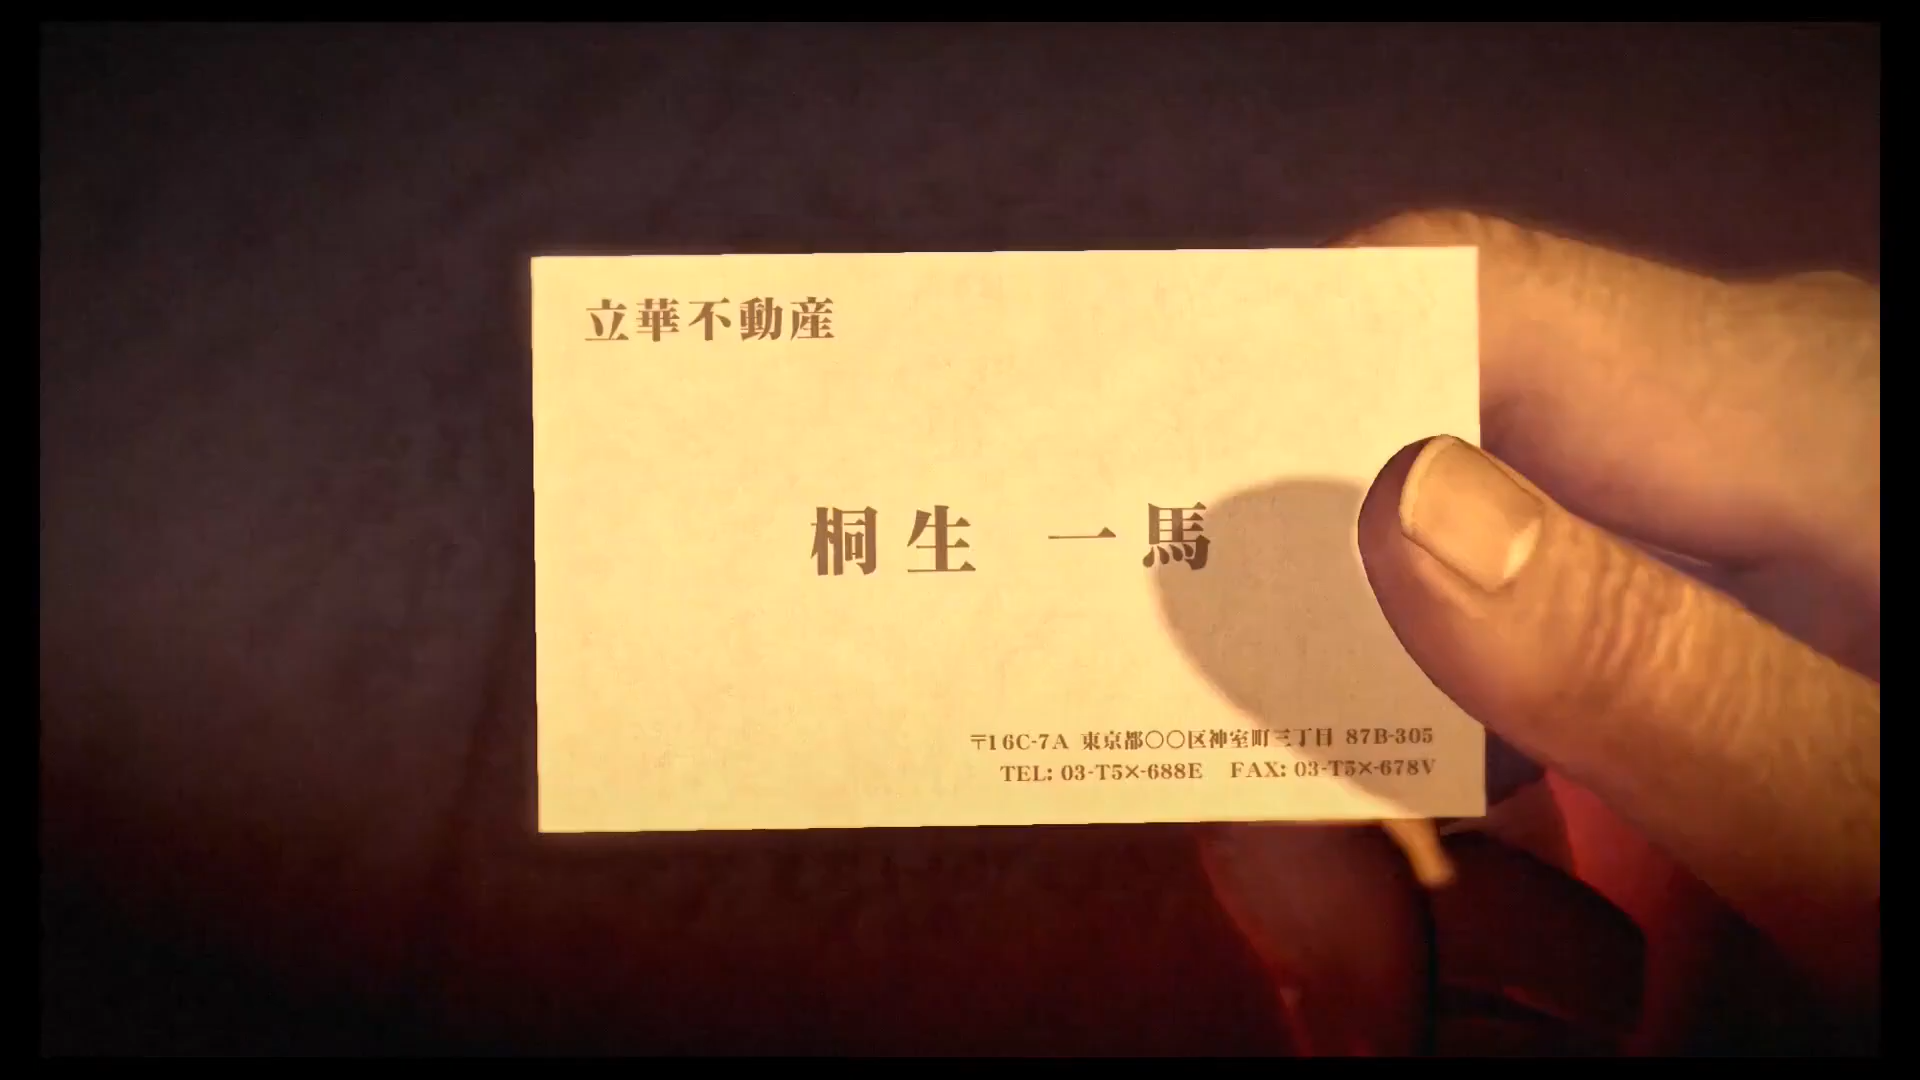 立華不動産
桐生 一馬
〒16C-7A 東京都〇〇区神室町三丁目 87B-305
TEL: 03-T5×-688E FAX: 03-T5×-678V